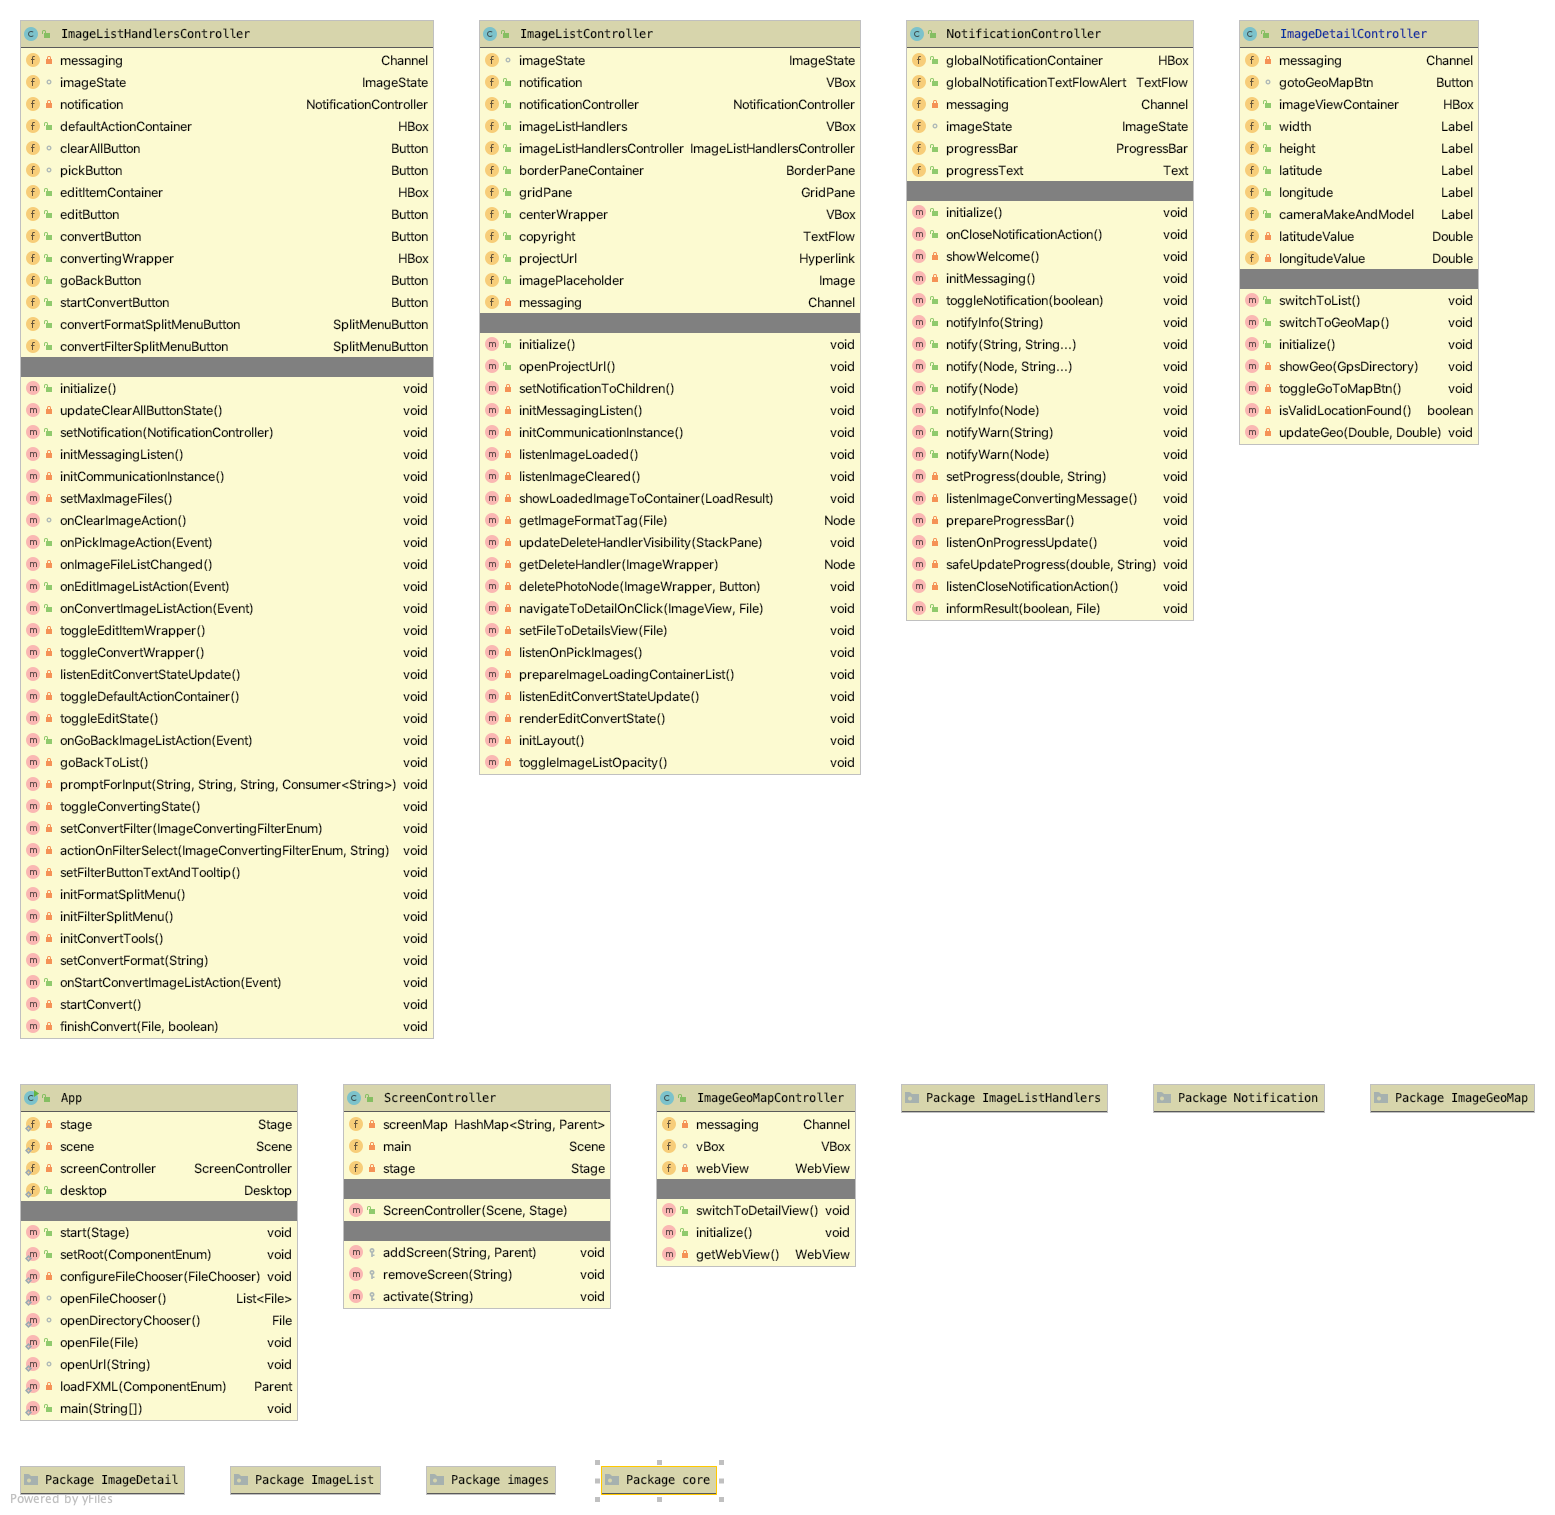 ImageListHandlersController
messaging Channel
imageState ImageState
notification NotificationController
defaultActionContainer HBox
clearAllButton Button
pickButton Button
editItemContainer HBox
editButton Button
convertButton Button
convertingWrapper HBox
goBackButton Button
startConvertButton Button
convertFormatSplitMenuButton SplitMenuButton
convertFilterSplitMenuButton SplitMenuButton
initialize() void
updateClearAllButtonState() void
setNotification(NotificationController) void
initMessagingListen() void
initCommunicationInstance() void
setMaxImageFiles() void
onClearImageAction() void
onPickImageAction(Event) void
onImageFileListChanged() void
onEditImageListAction(Event) void
onConvertImageListAction(Event) void
toggleEditItemWrapper() void
toggleConvertWrapper() void
listenEditConvertStateUpdate() void
toggleDefaultActionContainer() void
toggleEditState() void
onGoBackImageListAction(Event) void
goBackToList() void
promptForInput(String, String, String, Consumer<String>) void
toggleConvertingState() void
setConvertFilter(ImageConvertingFilterEnum) void
actionOnFilterSelect(ImageConvertingFilterEnum, String) void
setFilterButtonTextAndTooltip() void
initFormatSplitMenu() void
initFilterSplitMenu() void
initConvertTools() void
setConvertFormat(String) void
onStartConvertImageListAction(Event) void
startConvert() void
finishConvert(File, boolean) void
ImageListController
imageState ImageState
notification VBox
notificationController NotificationController
imageListHandlers VBox
imageListHandlersController ImageListHandlersController
borderPaneContainer BorderPane
gridPane GridPane
centerWrapper VBox
copyright TextFlow
projectUrl Hyperlink
imagePlaceholder Image
messaging Channel
initialize() void
openProjectUrl() void
setNotificationToChildren() void
initMessagingListen() void
initCommunicationInstance() void
listenImageLoaded() void
listenImageCleared() void
showLoadedImageToContainer(LoadResult) void
getImageFormatTag(File) Node
updateDeleteHandlerVisibility(StackPane) void
getDeleteHandler(ImageWrapper) Node
deletePhotoNode(ImageWrapper, Button) void
navigateToDetailOnClick(ImageView, File) void
setFileToDetailsView(File) void
listenOnPickImages() void
prepareImageLoadingContainerList() void
listenEditConvertStateUpdate() void
renderEditConvertState() void
initLayout() void
toggleImageListOpacity() void
NotificationController
globalNotificationContainer HBox
globalNotificationTextFlowAlert TextFlow
messaging Channel
imageState ImageState
progressBar ProgressBar
progressText Text
initialize() void
onCloseNotificationAction() void
showWelcome() void
initMessaging() void
toggleNotification(boolean) void
notifyInfo(String) void
notify(String, String...) void
notify(Node, String...) void
notify(Node) void
notifyInfo(Node) void
notifyWarn(String) void
notifyWarn(Node) void
setProgress(double, String) void
listenImageConvertingMessage() void
prepareProgressBar() void
listenOnProgressUpdate() void
safeUpdateProgress(double, String) void
listenCloseNotificationAction() void
informResult(boolean, File) void
ImageDetailController
messaging Channel
gotoGeoMapBtn Button
imageViewContainer HBox
width Label
height Label
latitude Label
longitude Label
cameraMakeAndModel Label
latitudeValue Double
longitudeValue Double
switchToList() void
switchToGeoMap() void
initialize() void
showGeo(GpsDirectory) void
toggleGoToMapBtn() void
isValidLocationFound() boolean
updateGeo(Double, Double) void
App
stage Stage
scene Scene
screenController ScreenController
desktop Desktop
start(Stage) void
setRoot(ComponentEnum) void
configureFileChooser(FileChooser) void
openFileChooser() List<File>
openDirectoryChooser() File
openFile(File) void
openUrl(String) void
loadFXML(ComponentEnum) Parent
main(String[]) void
ScreenController
screenMap HashMap<String, Parent>
main Scene
stage Stage
ScreenController(Scene, Stage)
addScreen(String, Parent) void
removeScreen(String) void
activate(String) void
ImageGeoMapController
messaging Channel
vBox VBox
webView WebView
switchToDetailView() void
initialize() void
getWebView() WebView
Package ImageListHandlers
Package Notification
Package ImageGeoMap
Package ImageDetail
Package ImageList
Package images
Package core
Powered by yFiles